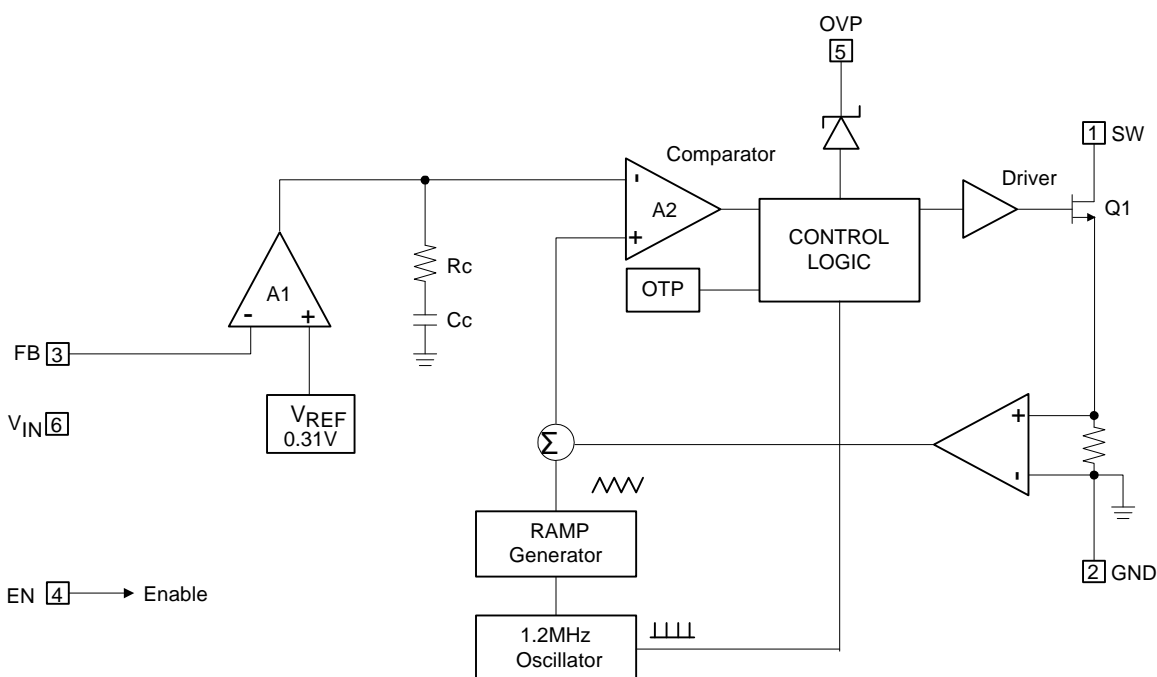 OVP
5
1 SW
Comparator
Driver
-
A2
+
Q1
CONTROL
LOGIC
Rc
OTP
A1
- +
Cc
FB 3
VREF
0.31V
VIN 6
+
Σ
-
RAMP
Generator
2 GND
EN 4 Enable
1.2MHz
Oscillator